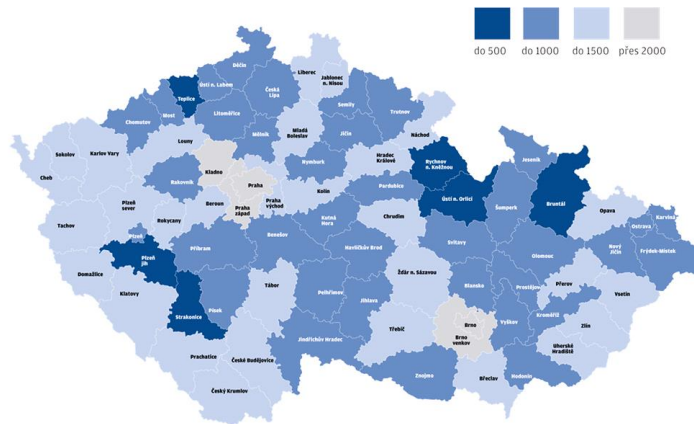 do 500
do 1000
do 1500
přes 2000
Děčín
Liberec
Jablonec
n. Nisou
Ústí n. Labem
Teplice
Česká
Lípa
Semily
Trutnov
Chomutov
Most
Litoměřice
Mělník
Mladá
Boleslav
Jičín
Náchod
Louny
Sokolov
Karlovy Vary
Cheb
Kladno
Nymburk
Hradec
Králové
Rychnov
n. Kněžnou
Jeseník
Rakovník
Praha
Praha
západ
Praha
východ
Kolín
Pardubice
Ústí n. Orlicí
Šumperk
Bruntál
Opava
Karviná
Ostrava
Plzeň
sever
Rokycany
Beroun
Kutná
Hora
Chrudim
Tachov
Plzeň
Plzeň
jih
Příbram
Benešov
Havlíčkův Brod
Svitavy
Olomouc
Nový
Jičín
Frýdek-Místek
Domažlice
Klatovy
Tábor
Pelhřimov
Jihlava
Žďár n. Sázavou
Blansko
Prostějov
Přerov
Vsetín
Strakonice
Písek
Třebíč
Brno
Brno
venkov
Vyškov
Kroměříž
Zlín
Uherské
Hradiště
Prachatice
České Budějovice
Jindřichův Hradec
Český Krumlov
Znojmo
Břeclav
Hodonín